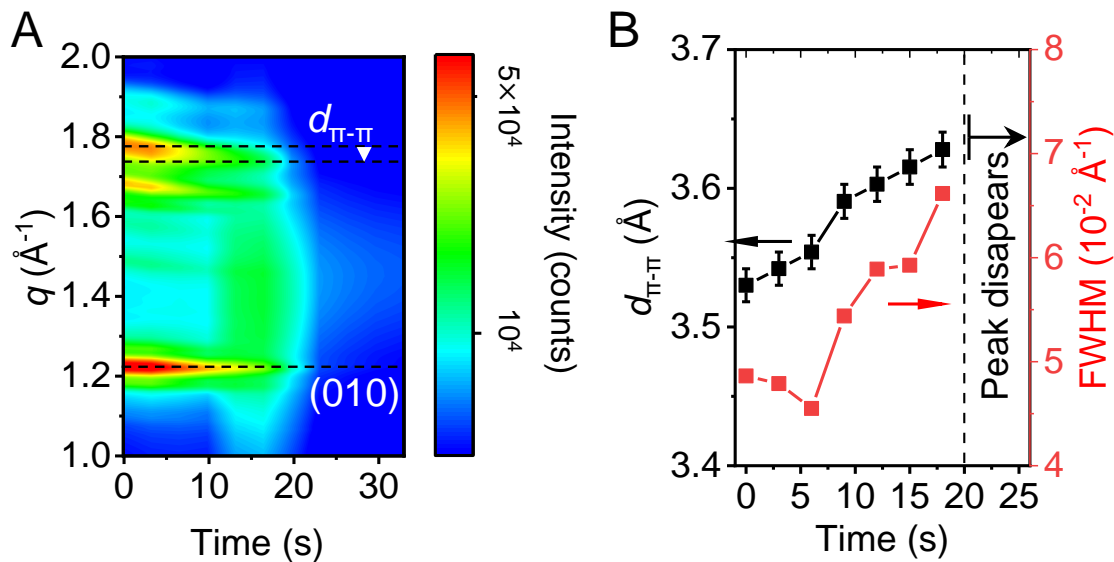 A
2.0
1.8
1.6
1.4
1.2
1.0
q (Å⁻¹)
dπ-π
(010)
0
10
20
30
Time (s)
5×10⁴
10⁴
Intensity (counts)
B
3.7
3.6
3.5
3.4
dπ-π (Å)
0
5
10
15
20
25
Time (s)
Peak disappears
8
7
6
5
4
FWHM (10⁻² Å⁻¹)